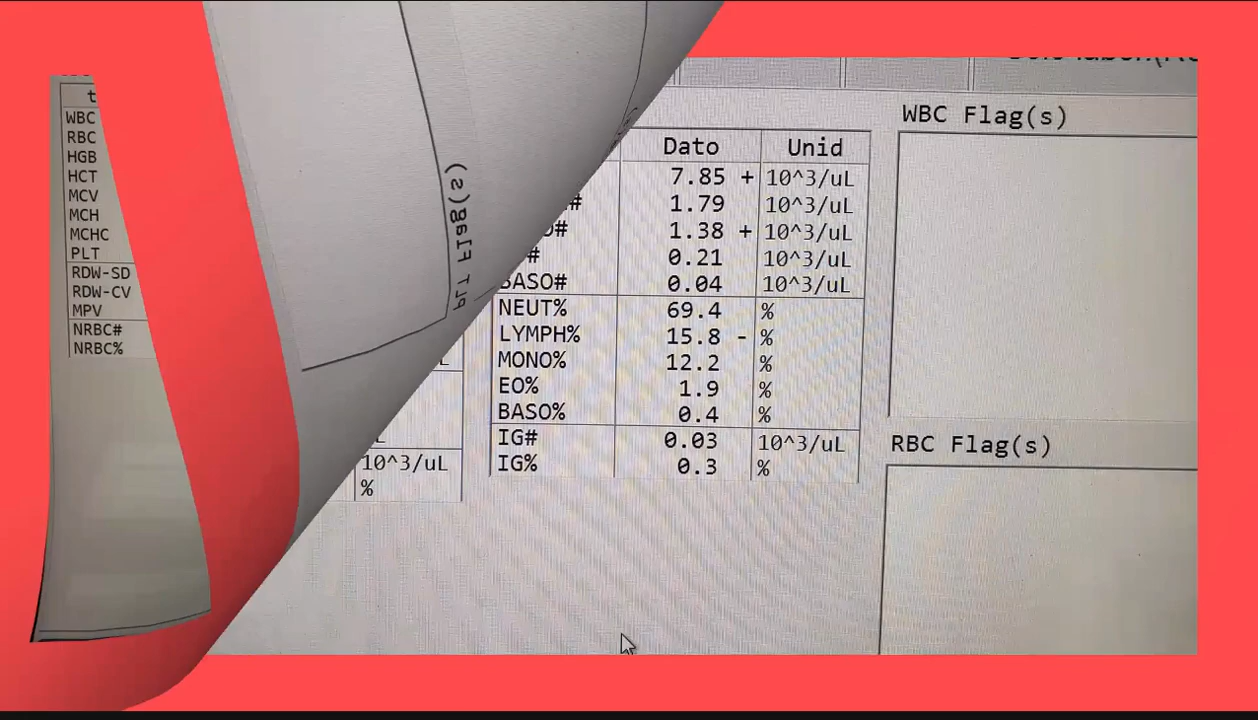 WBC
RBC
HGB
HCT
MCV
MCH
MCHC
PLT
RDW-SD
RDW-CV
MPV
NRBC#
NRBC%
PLT Flag(s)
10^3/uL
%
Dato Unid
7.85 + 10^3/uL
1.79 10^3/uL
1.38 + 10^3/uL
0.21 10^3/uL
BASO# 0.04 10^3/uL
NEUT% 69.4 %
LYMPH% 15.8 - %
MONO% 12.2 %
EO% 1.9 %
BASO% 0.4 %
IG# 0.03 10^3/uL
IG% 0.3 %
WBC Flag(s)
RBC Flag(s)